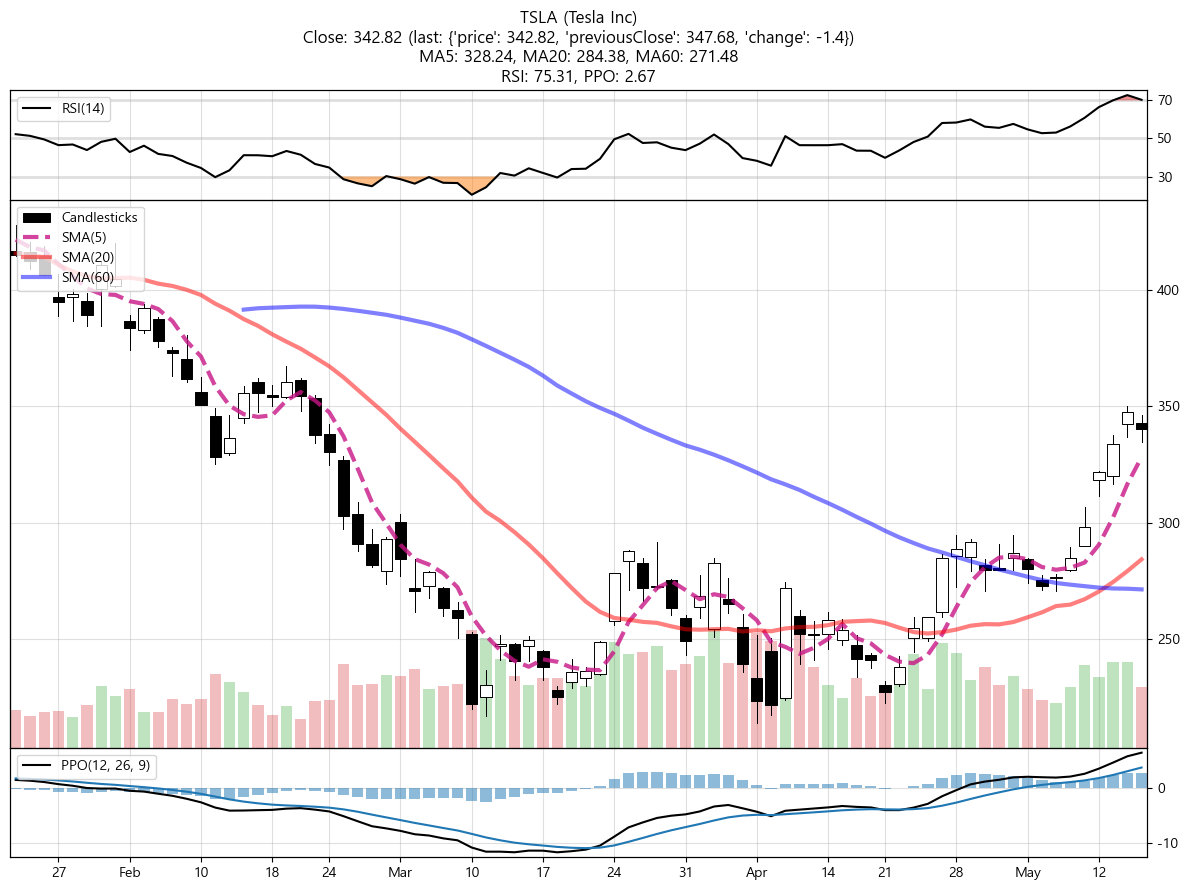 TSLA (Tesla Inc)
Close: 342.82 (last: {'price': 342.82, 'previousClose': 347.68, 'change': -1.4})
MA5: 328.24, MA20: 284.38, MA60: 271.48
RSI: 75.31, PPO: 2.67
RSI(14)
70
50
30
Candlesticks
SMA(5)
SMA(20)
SMA(60)
400
350
300
250
PPO(12, 26, 9)
0
-10
27 Feb 10 18 24 Mar 10 17 24 31 Apr 14 21 28 May 12